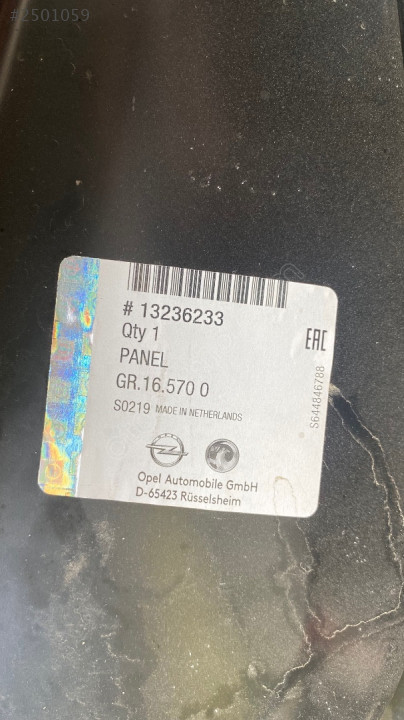 #2501059
# 13236233
Qty 1
PANEL
GR.16.570 0
S0219 MADE IN NETHERLANDS
EAC
S644846788
Opel Automobile GmbH
D-65423 Rüsselsheim